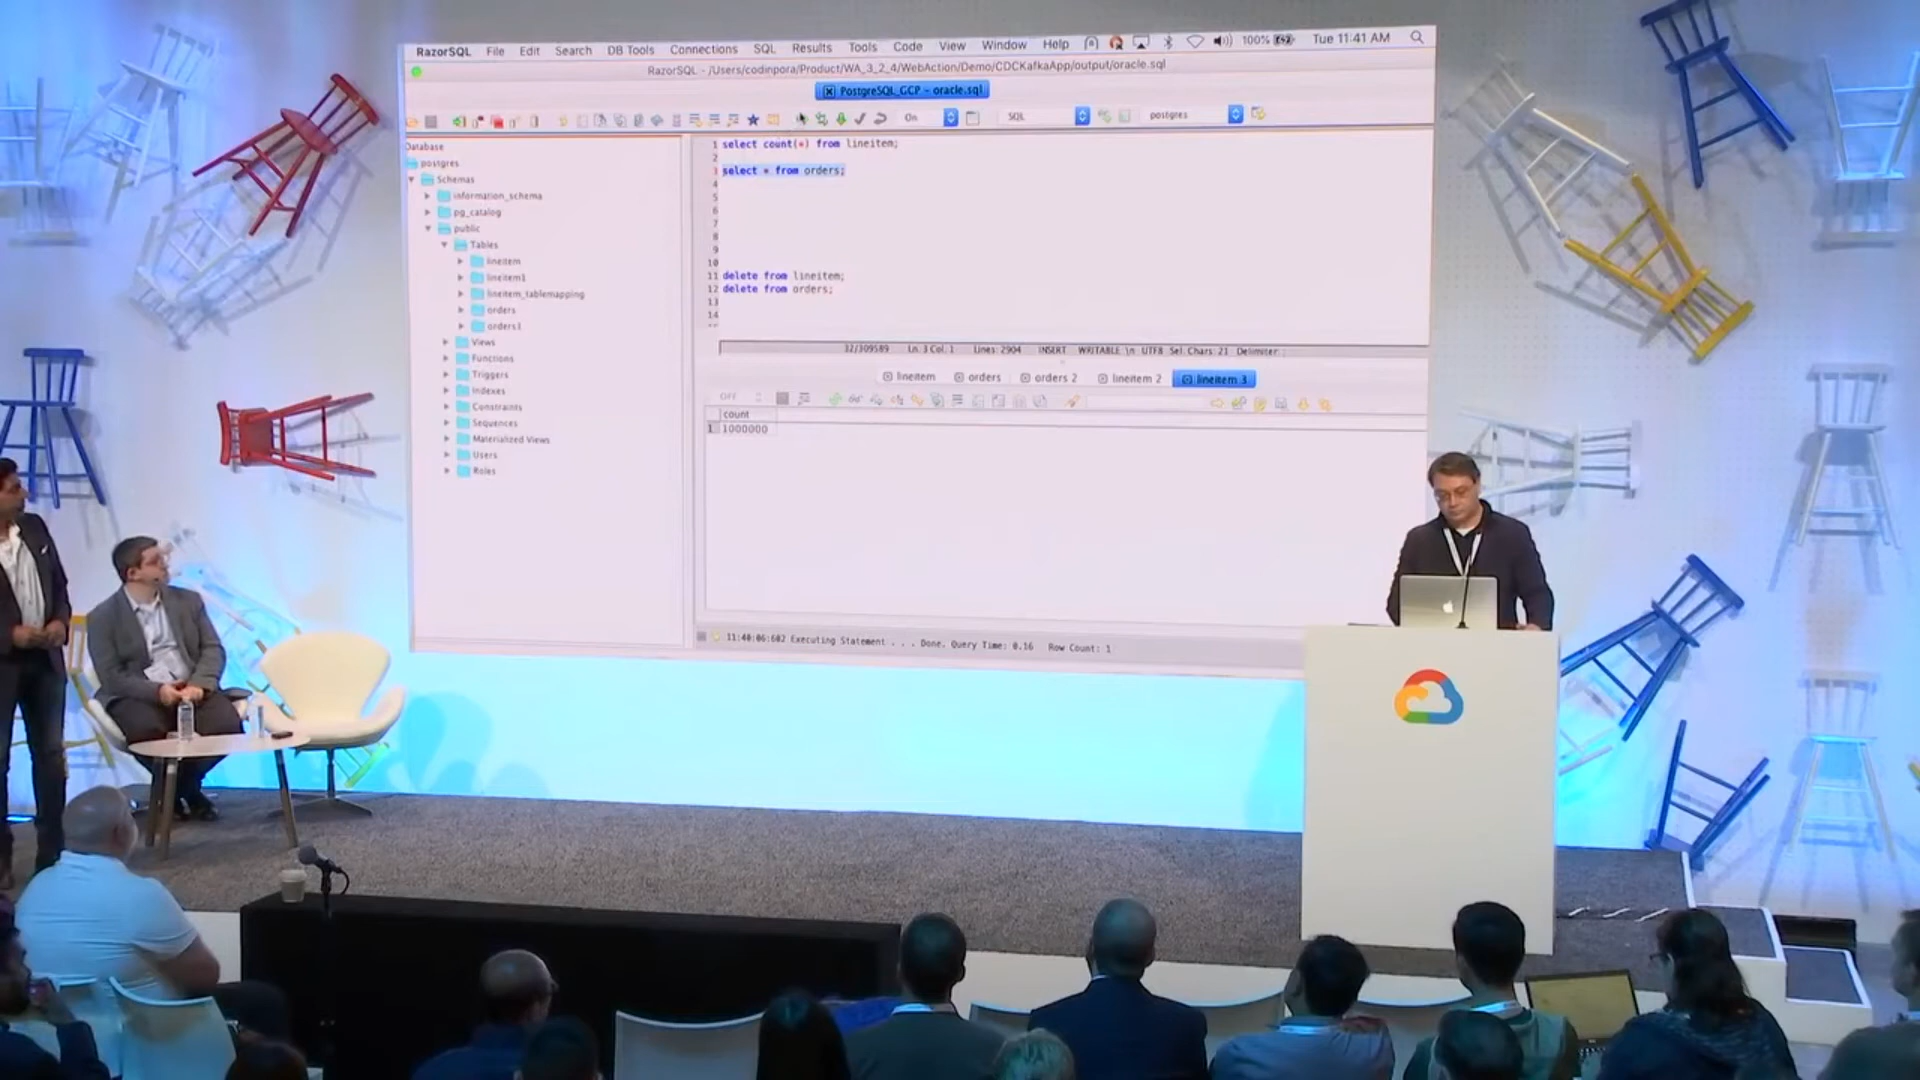 RazorSQL File Edit Search DB Tools Connections SQL Results Tools Code View Window Help 100% Tue 11:41 AM
RazorSQL - /Users/codinpora/Product/WA_3_2_4/WebAction/Demo/CDCKafkaApp/output/oracle.sql
PostgreSQL_GCP - oracle.sql
On SQL postgres
Database
postgres
Schemas
information_schema
pg_catalog
public
Tables
lineitem
lineitem1
lineitem_tablemapping
orders
orders1
Views
Functions
Triggers
Indexes
Constraints
Sequences
Materialized Views
Users
Roles
1 select count(*) from lineitem;
2
3 select * from orders;
4
5
6
7
8
9
10
11 delete from lineitem;
12 delete from orders;
13
14
32/309589 Ln. 3 Col. 1 Lines: 2904 INSERT WRITABLE \n UTF8 Sel. Chars: 21 Delimiter: ;
lineitem orders orders 2 lineitem 2 lineitem 3
OFF
count
1 1000000
11:40:06:602 Executing Statement . . . Done. Query Time: 0.16 Row Count: 1